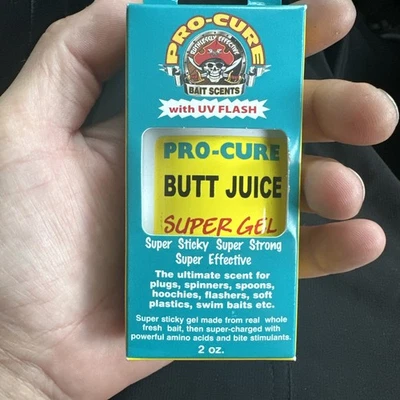 PRO-CURE
RUTHLESSLY EFFECTIVE
BAIT SCENTS
with UV FLASH
PRO-CURE
BUTT JUICE
SUPER GEL
Super Sticky Super Strong
Super Effective
The ultimate scent for
plugs, spinners, spoons,
hoochies, flashers, soft
plastics, swim baits etc.
Super sticky gel made from real whole
fresh bait, then super-charged with
powerful amino acids and bite stimulants.
2 oz.